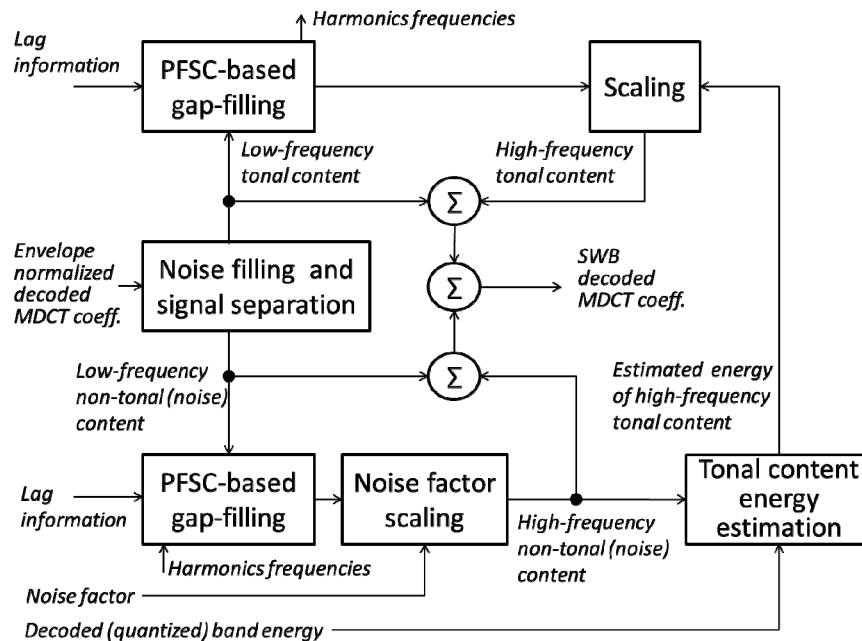 Harmonics frequencies
Lag
information
PFSC-based
gap-filling
Scaling
Low-frequency
tonal content
High-frequency
tonal content
Σ
Envelope
normalized
decoded
MDCT coeff.
Noise filling and
signal separation
Σ
SWB
decoded
MDCT coeff.
Low-frequency
non-tonal (noise)
content
Σ
Estimated energy
of high-frequency
tonal content
Lag
information
PFSC-based
gap-filling
Noise factor
scaling
High-frequency
non-tonal (noise)
content
Tonal content
energy
estimation
Harmonics frequencies
Noise factor
Decoded (quantized) band energy